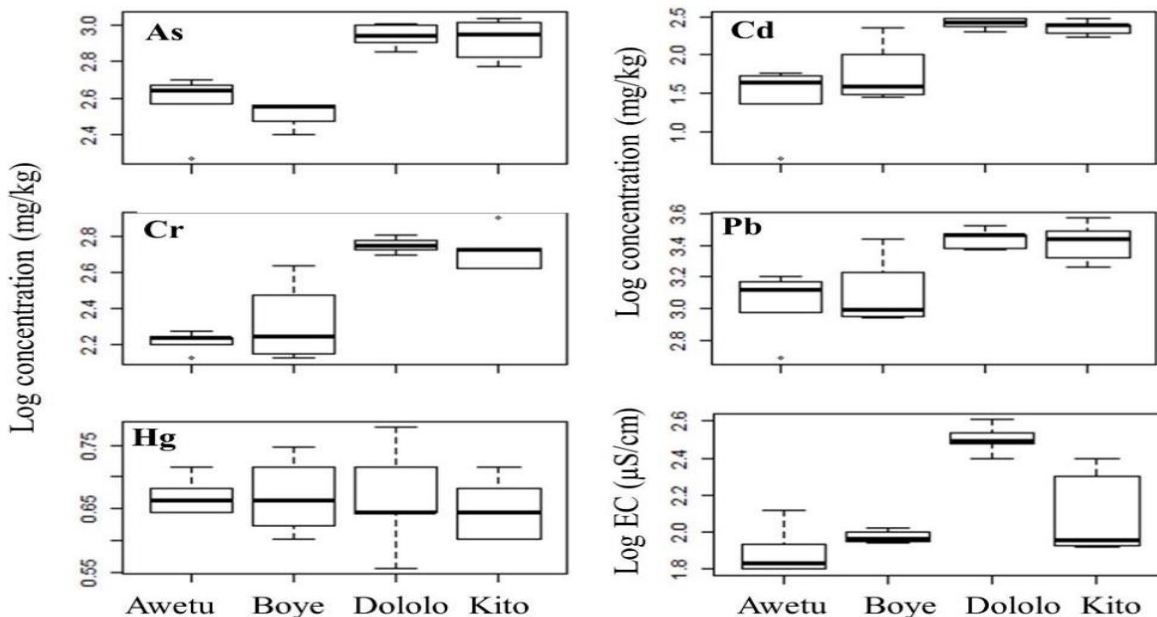 Log concentration (mg/kg)
As
3.0
2.8
2.6
2.4
Cr
2.8
2.6
2.4
2.2
Hg
0.75
0.65
0.55
Awetu Boye Dololo Kito
Log concentration (mg/kg)
Cd
2.5
2.0
1.5
1.0
Pb
3.6
3.4
3.2
3.0
2.8
Log EC (µS/cm)
2.6
2.4
2.2
2.0
1.8
Awetu Boye Dololo Kito